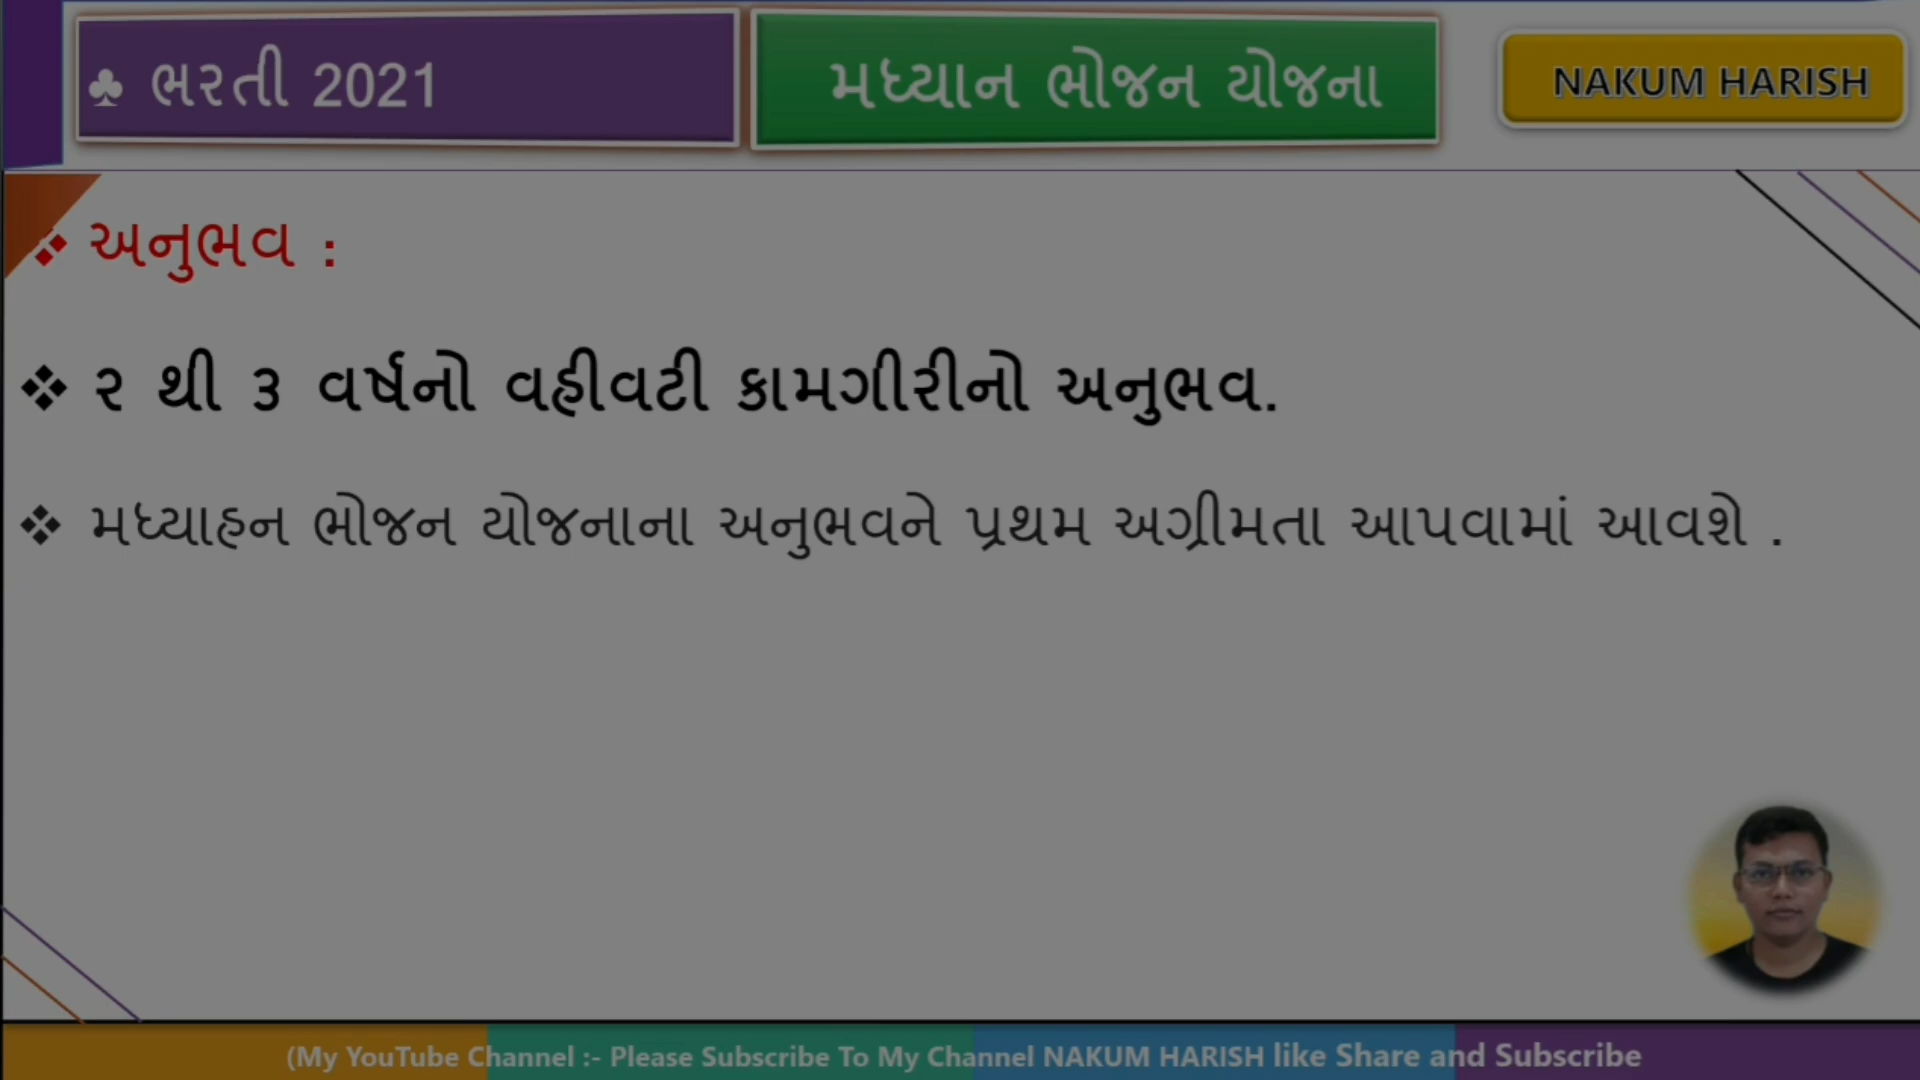 ♣ ભરતી 2021
મધ્યાન ભોજન યોજના
NAKUM HARISH
❖ અનુભવ :
❖ ૨ થી ૩ વર્ષનો વહીવટી કામગીરીનો અનુભવ.
❖ મધ્યાહન ભોજન યોજનાના અનુભવને પ્રથમ અગ્રીમતા આપવામાં આવશે .
(My YouTube Channel :- Please Subscribe To My Channel NAKUM HARISH like Share and Subscribe